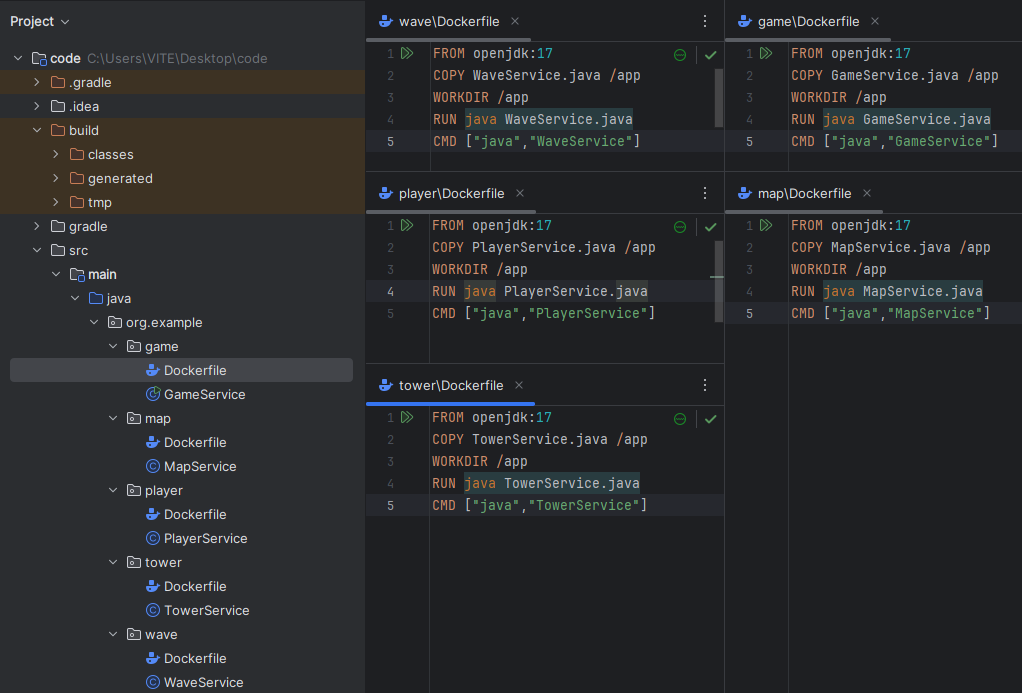 Project
code C:\Users\VITE\Desktop\code
.gradle
.idea
build
classes
generated
tmp
gradle
src
main
java
org.example
game
Dockerfile
GameService
map
Dockerfile
MapService
player
Dockerfile
PlayerService
tower
Dockerfile
TowerService
wave
Dockerfile
WaveService
wave\Dockerfile
1 FROM openjdk:17
2 COPY WaveService.java /app
3 WORKDIR /app
4 RUN java WaveService.java
5 CMD ["java","WaveService"]
game\Dockerfile
1 FROM openjdk:17
2 COPY GameService.java /app
3 WORKDIR /app
4 RUN java GameService.java
5 CMD ["java","GameService"]
player\Dockerfile
1 FROM openjdk:17
2 COPY PlayerService.java /app
3 WORKDIR /app
4 RUN java PlayerService.java
5 CMD ["java","PlayerService"]
map\Dockerfile
1 FROM openjdk:17
2 COPY MapService.java /app
3 WORKDIR /app
4 RUN java MapService.java
5 CMD ["java","MapService"]
tower\Dockerfile
1 FROM openjdk:17
2 COPY TowerService.java /app
3 WORKDIR /app
4 RUN java TowerService.java
5 CMD ["java","TowerService"]